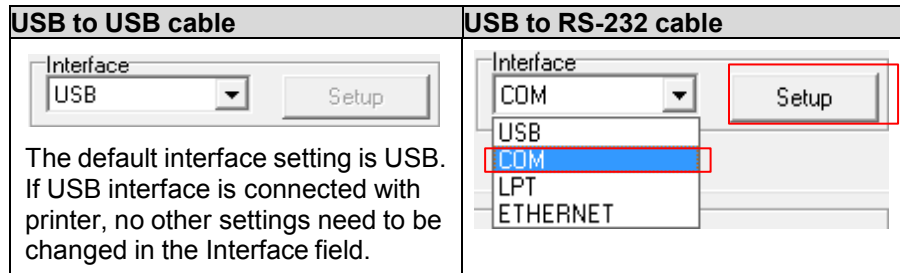 USB to USB cable
USB to RS-232 cable
Interface
USB
Setup
The default interface setting is USB.
If USB interface is connected with
printer, no other settings need to be
changed in the Interface field.
Interface
COM
Setup
USB
COM
LPT
ETHERNET